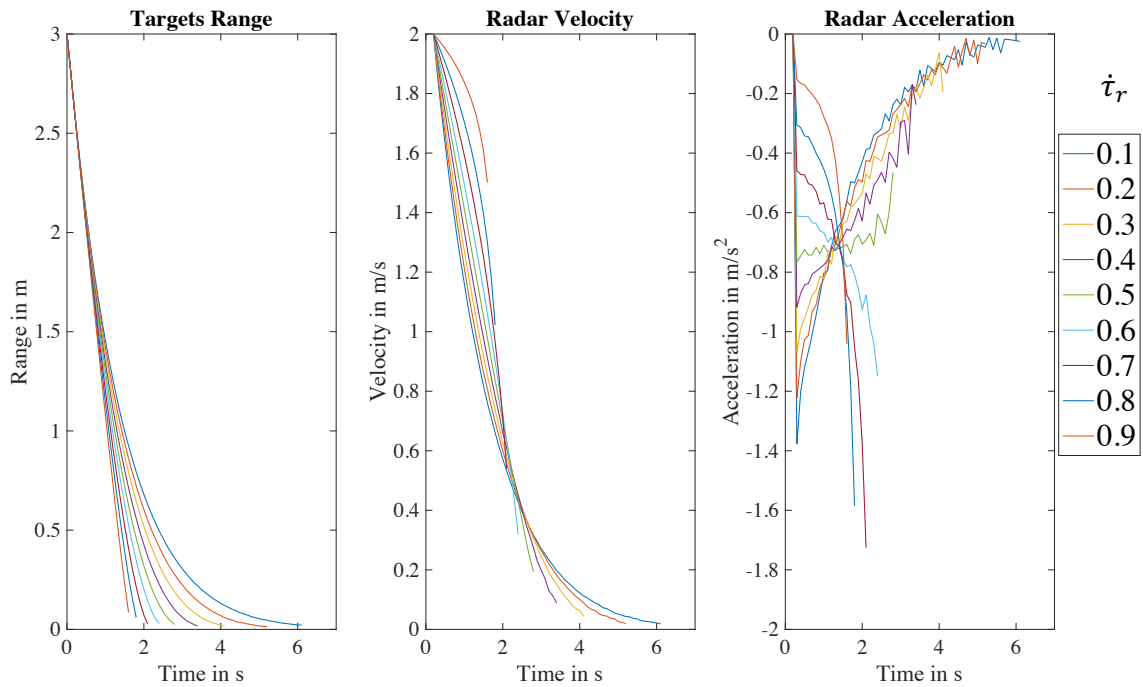 Targets Range
3
2.5
2
1.5
1
0.5
0
0 2 4 6
Range in m
Time in s
Radar Velocity
2
1.8
1.6
1.4
1.2
1
0.8
0.6
0.4
0.2
0
0 2 4 6
Velocity in m/s
Time in s
Radar Acceleration
0
-0.2
-0.4
-0.6
-0.8
-1
-1.2
-1.4
-1.6
-1.8
-2
0 2 4 6
Acceleration in m/s²
Time in s
τ̇ᵣ
0.1
0.2
0.3
0.4
0.5
0.6
0.7
0.8
0.9